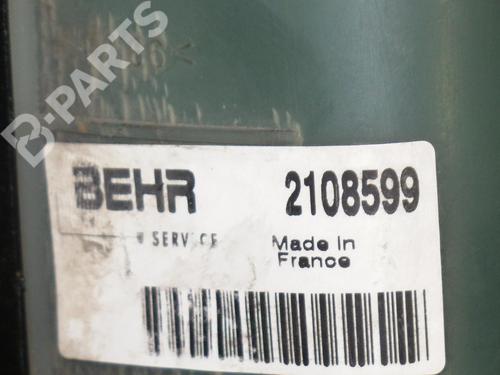 B-PARTS
BEHR 2108599
SERVICE
Made In
France